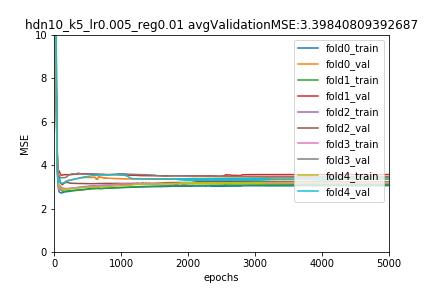 hdn10_k5_lr0.005_reg0.01 avgValidationMSE:3.39840809392687
10
8
6
4
2
0
MSE
fold0_train
fold0_val
fold1_train
fold1_val
fold2_train
fold2_val
fold3_train
fold3_val
fold4_train
fold4_val
0 1000 2000 3000 4000 5000
epochs